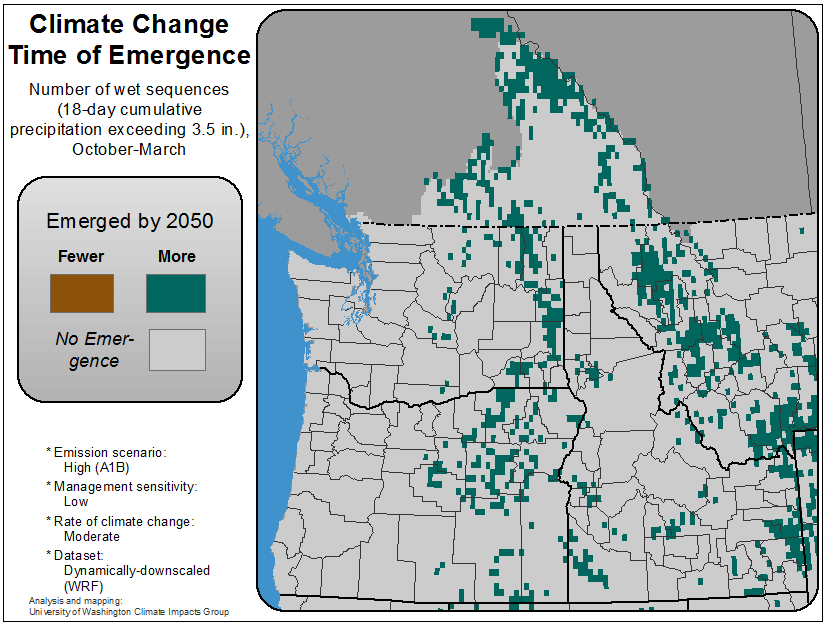 Climate Change
Time of Emergence
Number of wet sequences
(18-day cumulative
precipitation exceeding 3.5 in.),
October-March
Emerged by 2050
Fewer More
No Emer-
gence
* Emission scenario:
High (A1B)
* Management sensitivity:
Low
* Rate of climate change:
Moderate
* Dataset:
Dynamically-downscaled
(WRF)
Analysis and mapping:
University of Washington Climate Impacts Group